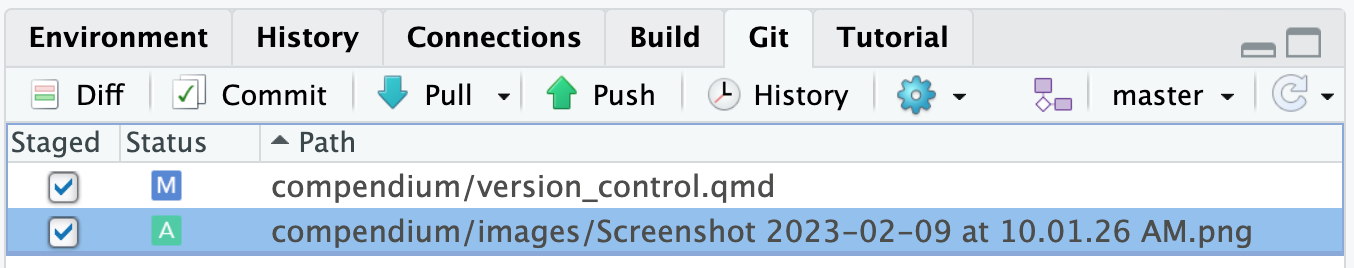 Environment History Connections Build Git Tutorial
Diff Commit Pull Push History master
Staged Status Path
M compendium/version_control.qmd
A compendium/images/Screenshot 2023-02-09 at 10.01.26 AM.png